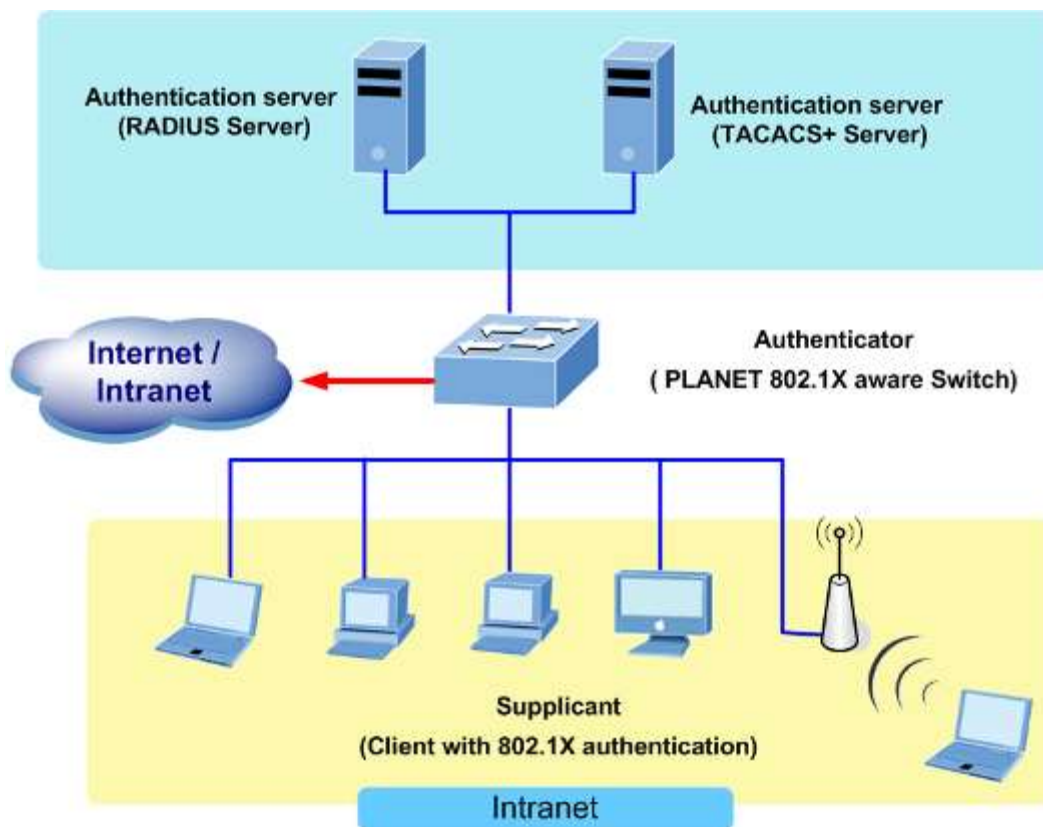 Authentication server
(RADIUS Server)
Authentication server
(TACACS+ Server)
Internet /
Intranet
Authenticator
( PLANET 802.1X aware Switch)
Supplicant
(Client with 802.1X authentication)
Intranet